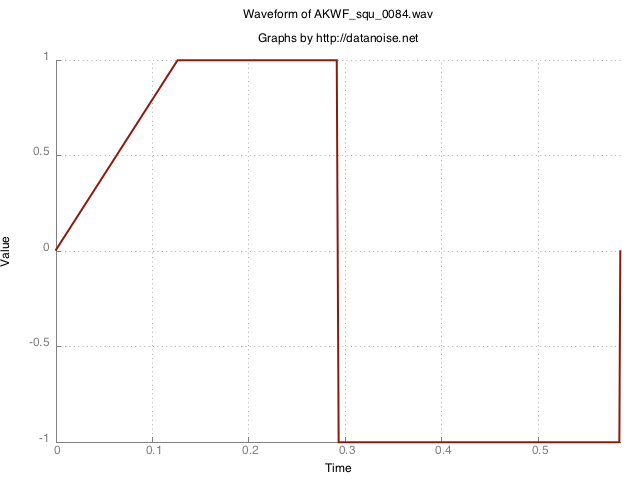 Waveform of AKWF_squ_0084.wav
Graphs by http://datanoise.net
1
0.5
0
-0.5
-1
Value
0 0.1 0.2 0.3 0.4 0.5
Time